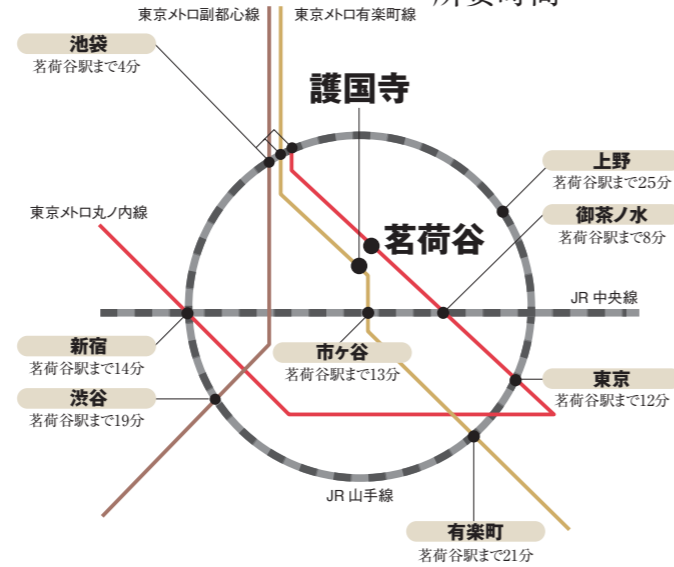 所要時間
東京メトロ副都心線
東京メトロ有楽町線
池袋
茗荷谷駅まで4分
護国寺
上野
茗荷谷駅まで25分
東京メトロ丸ノ内線
御茶ノ水
茗荷谷駅まで8分
茗荷谷
JR 中央線
新宿
茗荷谷駅まで14分
市ヶ谷
茗荷谷駅まで13分
東京
茗荷谷駅まで12分
渋谷
茗荷谷駅まで19分
JR 山手線
有楽町
茗荷谷駅まで21分